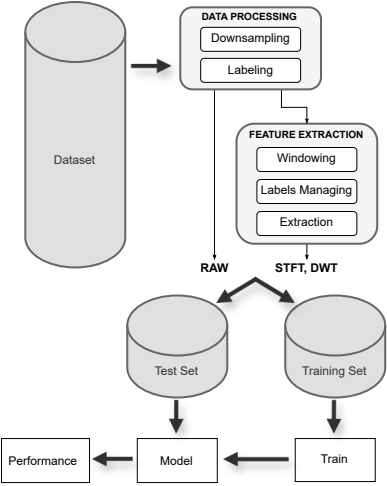 DATA PROCESSING
Downsampling
Labeling
Dataset
FEATURE EXTRACTION
Windowing
Labels Managing
Extraction
RAW
STFT, DWT
Test Set
Training Set
Performance
Model
Train